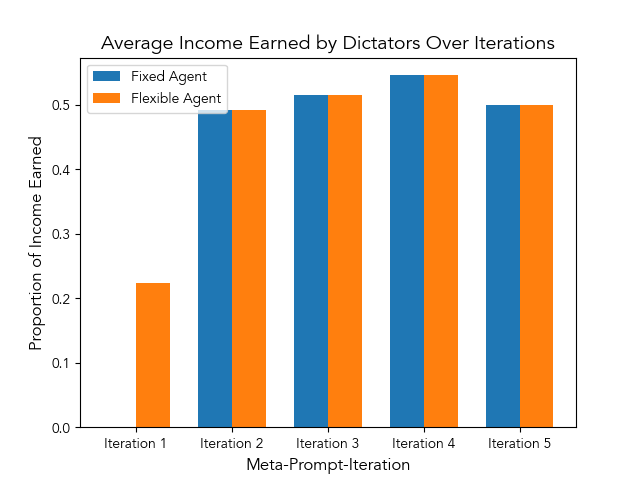 Average Income Earned by Dictators Over Iterations
Fixed Agent
Flexible Agent
Proportion of Income Earned
0.5
0.4
0.3
0.2
0.1
0.0
Iteration 1
Iteration 2
Iteration 3
Iteration 4
Iteration 5
Meta-Prompt-Iteration